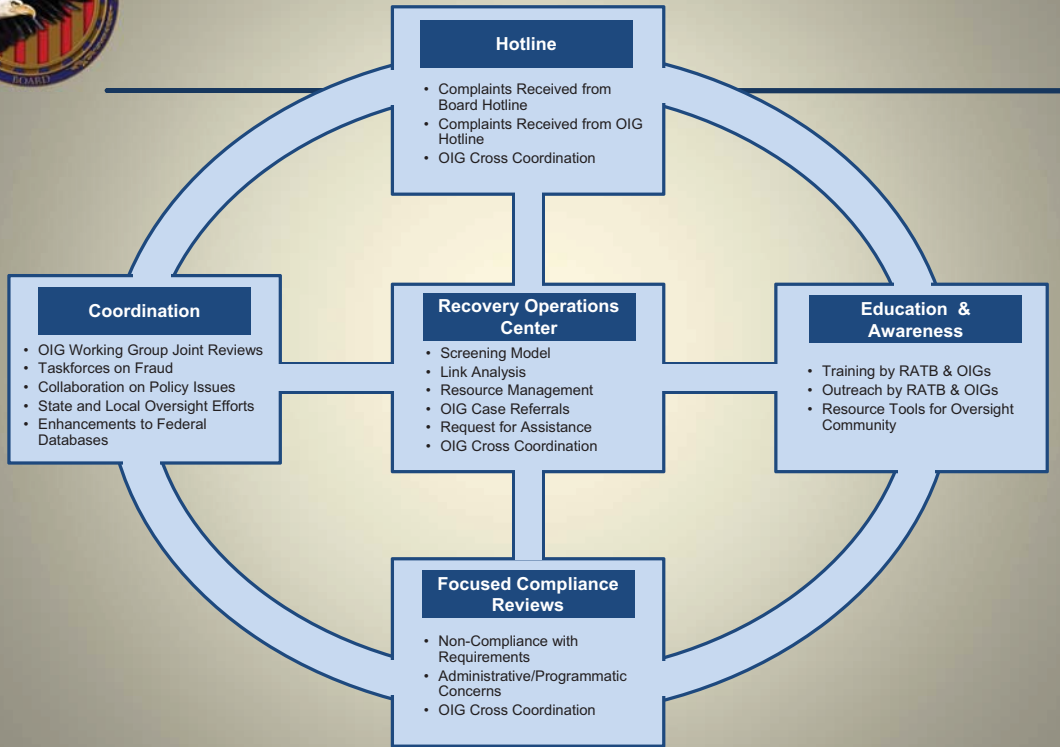 BOARD
Hotline
• Complaints Received from
Board Hotline
• Complaints Received from OIG
Hotline
• OIG Cross Coordination
Coordination
• OIG Working Group Joint Reviews
• Taskforces on Fraud
• Collaboration on Policy Issues
• State and Local Oversight Efforts
• Enhancements to Federal
Databases
Recovery Operations
Center
• Screening Model
• Link Analysis
• Resource Management
• OIG Case Referrals
• Request for Assistance
• OIG Cross Coordination
Education &
Awareness
• Training by RATB & OIGs
• Outreach by RATB & OIGs
• Resource Tools for Oversight
Community
Focused Compliance
Reviews
• Non-Compliance with
Requirements
• Administrative/Programmatic
Concerns
• OIG Cross Coordination